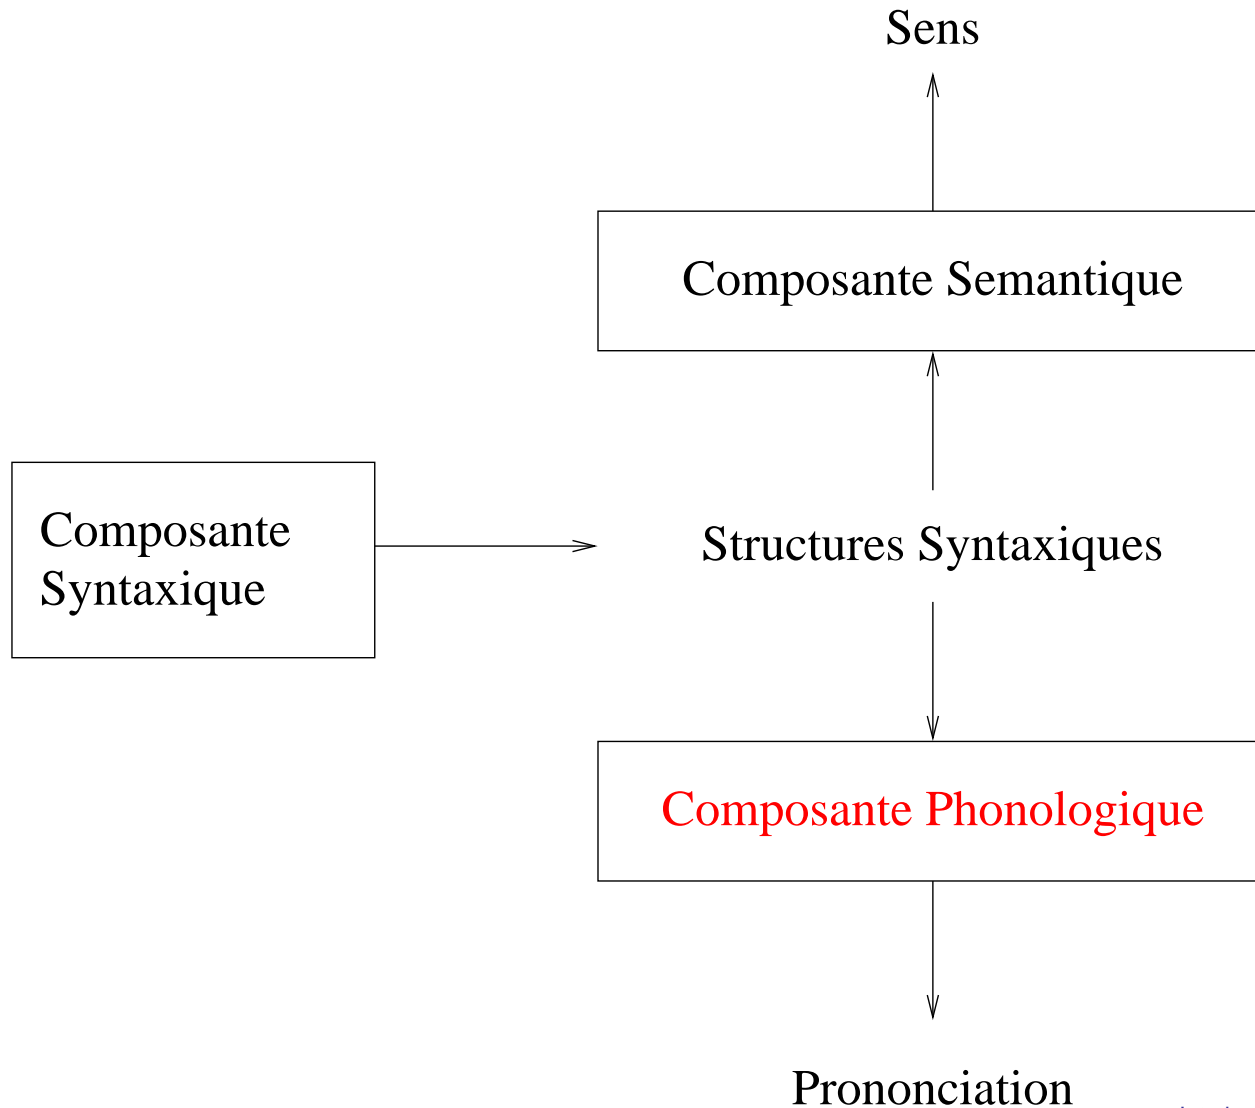 Sens
Composante Semantique
Composante
Syntaxique
Structures Syntaxiques
Composante Phonologique
Prononciation